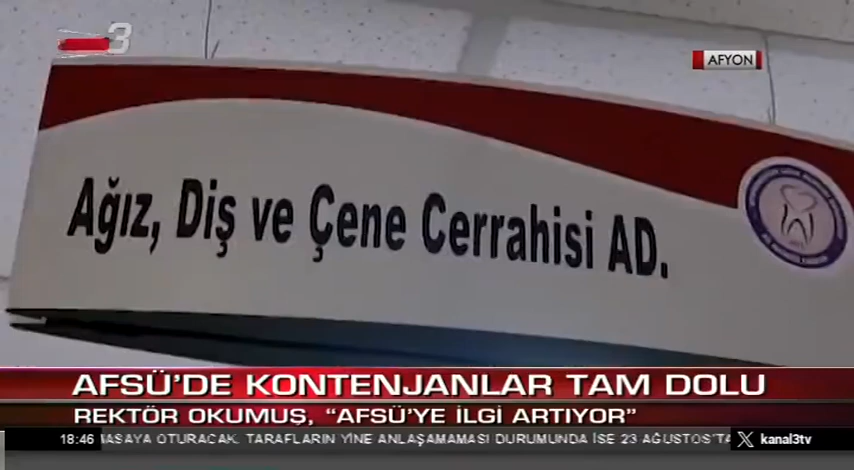 3
AFYON
Ağız, Diş ve Çene Cerrahisi AD.
AFSÜ'DE KONTENJANLAR TAM DOLU
REKTÖR OKUMUŞ, "AFSÜ'YE İLGİ ARTIYOR"
18:46 MASAYA OTURACAK. TARAFLARIN YİNE ANLAŞAMAMASI DURUMUNDA İSE 23 AĞUSTOS'TA X kanal3tv